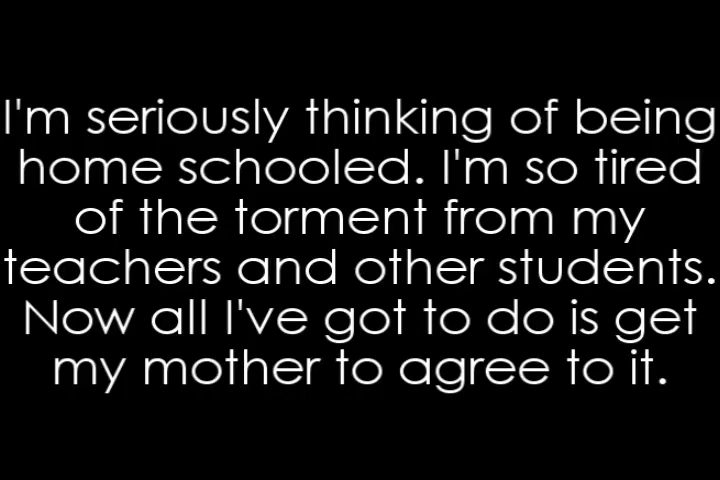 I'm seriously thinking of being
home schooled. I'm so tired
of the torment from my
teachers and other students.
Now all I've got to do is get
my mother to agree to it.